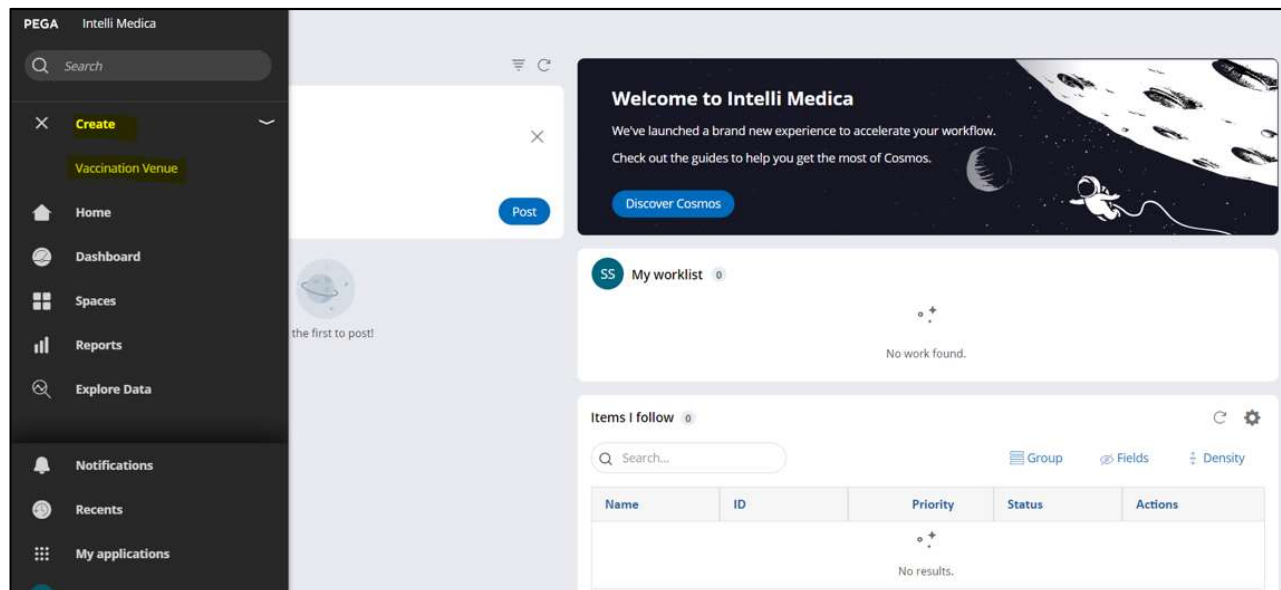 PEGA Intelli Medica
Search
Create
Vaccination Venue
Home
Dashboard
Spaces
Reports
Explore Data
Notifications
Recents
My applications
Post
the first to post!
Welcome to Intelli Medica
We've launched a brand new experience to accelerate your workflow.
Check out the guides to help you get the most of Cosmos.
Discover Cosmos
SS My worklist 0
No work found.
Items I follow 0
Search... Group Fields Density
Name ID Priority Status Actions
No results.